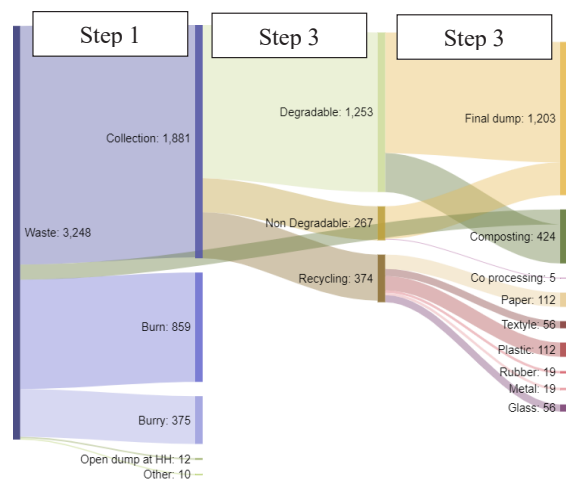 Step 1
Step 3
Step 3
Degradable: 1,253
Final dump: 1,203
Collection: 1,881
Non Degradable: 267
Waste: 3,248
Composting: 424
Recycling: 374
Co processing: 5
Paper: 112
Burn: 859
Textyle: 56
Plastic: 112
Rubber: 19
Metal: 19
Glass: 56
Burry: 375
Open dump at HH: 12
Other: 10